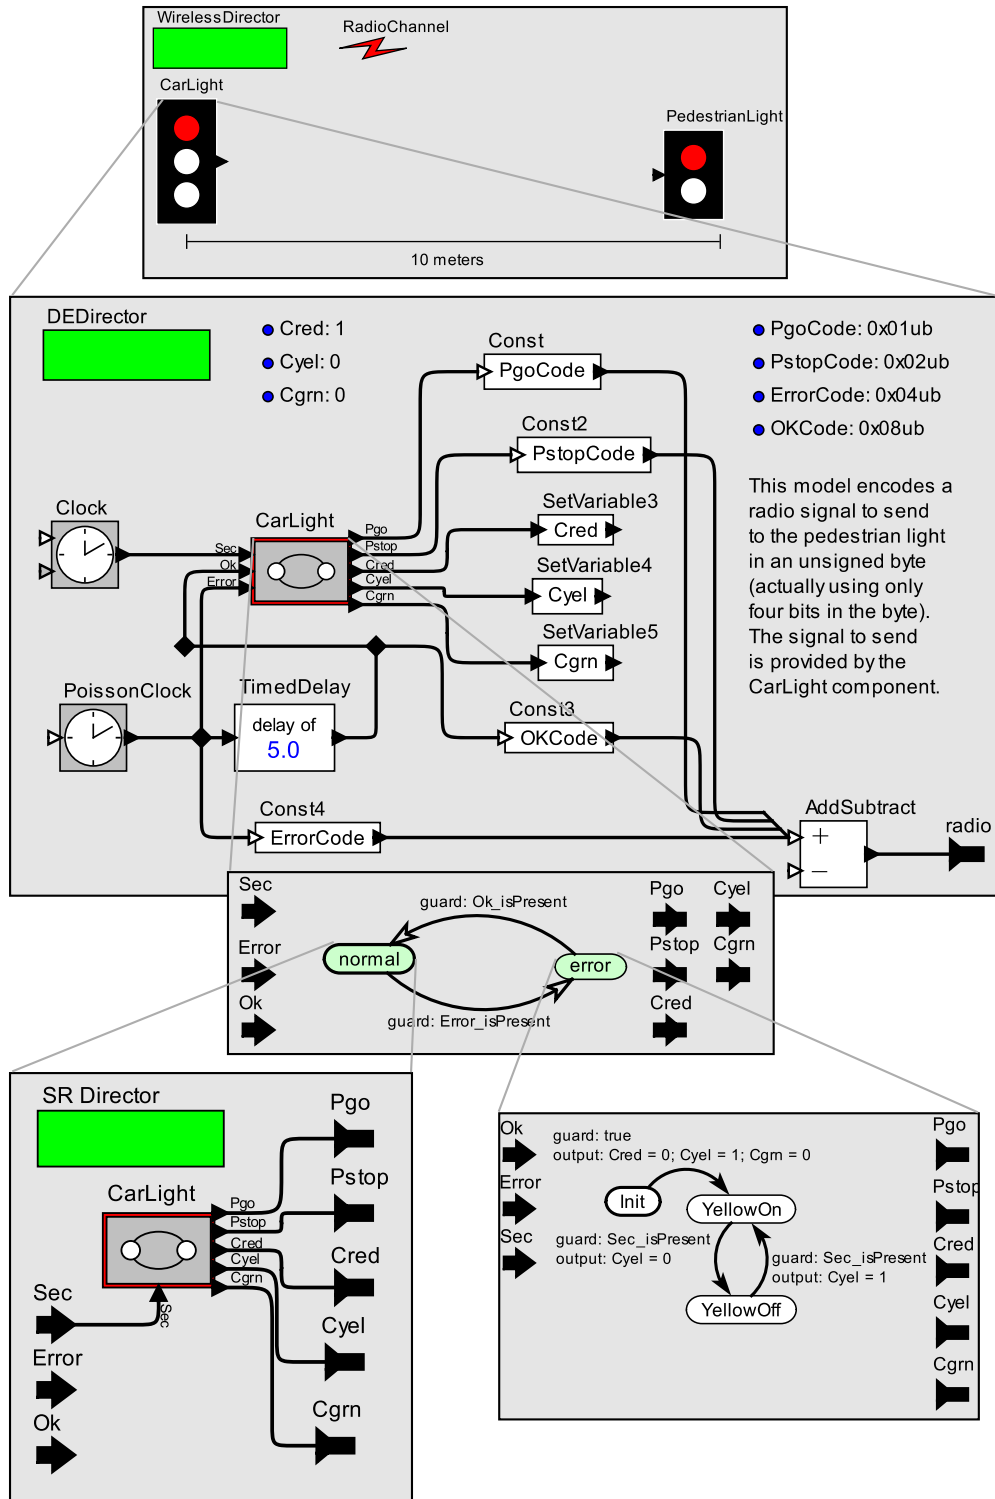 WirelessDirector
RadioChannel
CarLight
PedestrianLight
10 meters
DEDirector
Cred: 1
Cyel: 0
Cgrn: 0
Const
PgoCode
PgoCode: 0x01ub
PstopCode: 0x02ub
ErrorCode: 0x04ub
OKCode: 0x08ub
Const2
PstopCode
This model encodes a
radio signal to send
to the pedestrian light
in an unsigned byte
(actually using only
four bits in the byte).
The signal to send
is provided by the
CarLight component.
Clock
CarLight
Sec
Ok
Error
Pgo
Pstop
Cred
Cyel
Cgrn
SetVariable3
Cred
SetVariable4
Cyel
SetVariable5
Cgrn
PoissonClock
TimedDelay
delay of
5.0
Const3
OKCode
Const4
ErrorCode
AddSubtract
+
−
radio
Sec
Error
Ok
guard: Ok_isPresent
normal
error
guard: Error_isPresent
Pgo
Cyel
Pstop
Cgrn
Cred
SR Director
CarLight
Pgo
Pstop
Cred
Cyel
Cgrn
Sec
Sec
Error
Ok
Pgo
Pstop
Cred
Cyel
Cgrn
Ok
Error
Sec
guard: true
output: Cred = 0; Cyel = 1; Cgrn = 0
Init
YellowOn
guard: Sec_isPresent
output: Cyel = 0
guard: Sec_isPresent
output: Cyel = 1
YellowOff
Pgo
Pstop
Cred
Cyel
Cgrn